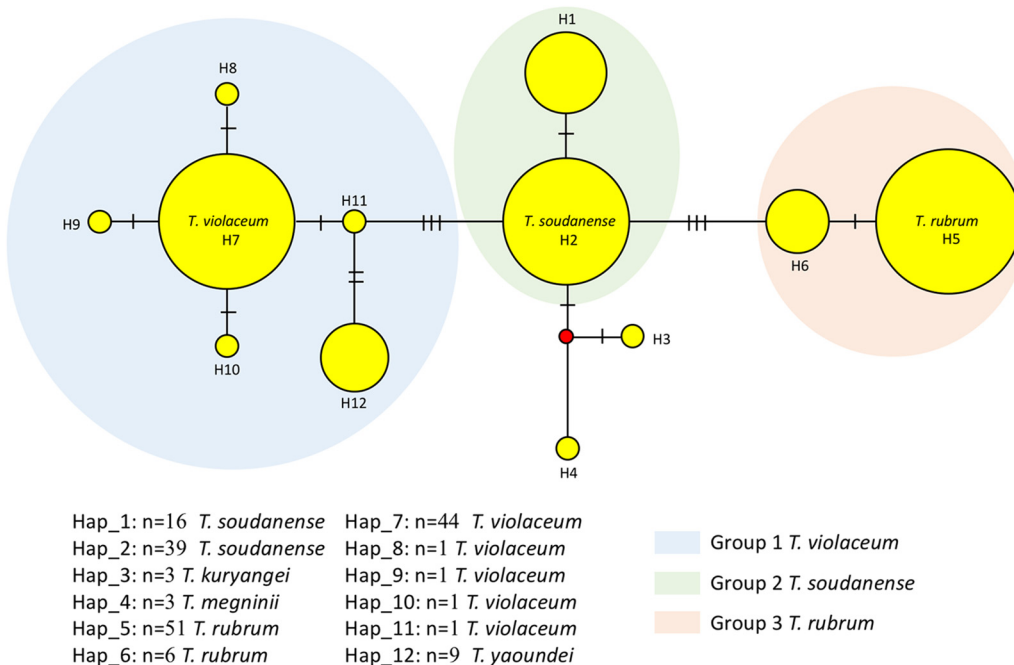 H1
H8
H9
T. violaceum
H7
H11
T. soudanense
H2
T. rubrum
H5
H6
H10
H12
H3
H4
Hap_1: n=16 T. soudanense
Hap_2: n=39 T. soudanense
Hap_3: n=3 T. kuryangei
Hap_4: n=3 T. megninii
Hap_5: n=51 T. rubrum
Hap_6: n=6 T. rubrum
Hap_7: n=44 T. violaceum
Hap_8: n=1 T. violaceum
Hap_9: n=1 T. violaceum
Hap_10: n=1 T. violaceum
Hap_11: n=1 T. violaceum
Hap_12: n=9 T. yaoundei
Group 1 T. violaceum
Group 2 T. soudanense
Group 3 T. rubrum